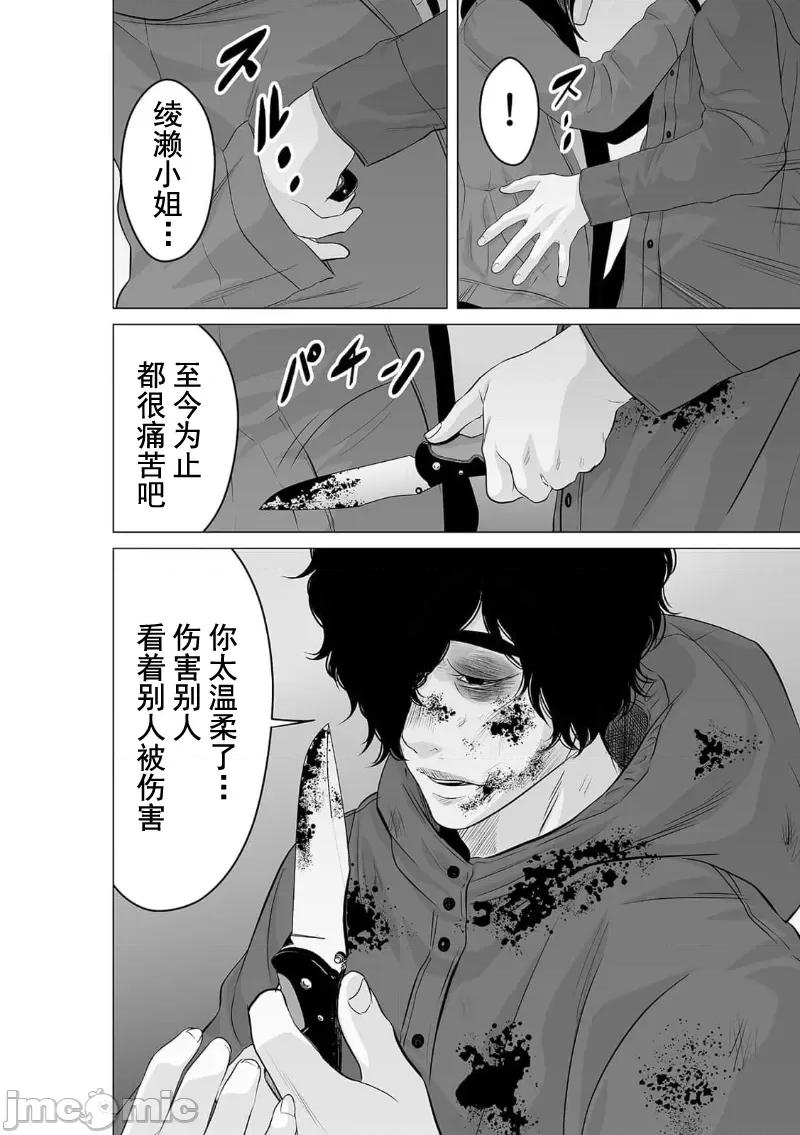 ス…
！
スルッ…
绫濑小姐…
パチン
至今为止
都很痛苦吧
你太温柔了…
伤害别人
看着别人被伤害
jmcomic